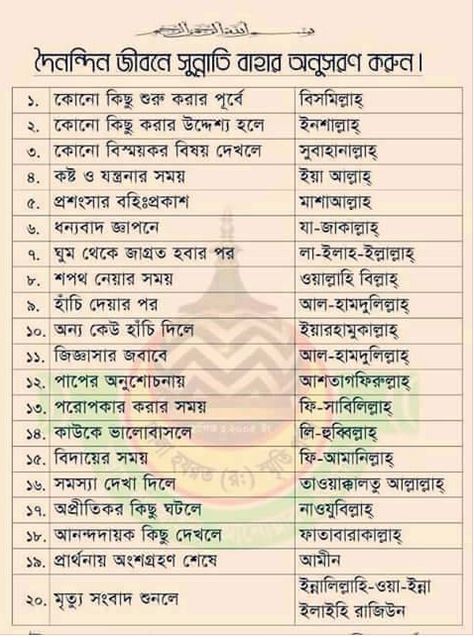 দৈনন্দিন জীবনে সুন্নাতি বাহার অনুসরণ করুন।
১. কোনো কিছু শুরু করার পূর্বে বিসমিল্লাহ্
২. কোনো কিছু করার উদ্দেশ্য হলে ইনশাল্লাহ্
৩. কোনো বিস্ময়কর বিষয় দেখলে সুবাহানাল্লাহ্
৪. কষ্ট ও যন্ত্রনার সময় ইয়া আল্লাহ্
৫. প্রশংসার বহিঃপ্রকাশ মাশাআল্লাহ্
৬. ধন্যবাদ জ্ঞাপনে যা-জাকাল্লাহ্
৭. ঘুম থেকে জাগ্রত হবার পর লা-ইলাহ-ইল্লাল্লাহ্
৮. শপথ নেয়ার সময় ওয়াল্লাহি বিল্লাহ্
৯. হাঁচি দেয়ার পর আল-হামদুলিল্লাহ্
১০. অন্য কেউ হাঁচি দিলে ইয়ারহামুকাল্লাহ্
১১. জিজ্ঞাসার জবাবে আল-হামদুলিল্লাহ্
১২. পাপের অনুশোচনায় আশতাগফিরুল্লাহ্
১৩. পরোপকার করার সময় ফি-সাবিলিল্লাহ্
১৪. কাউকে ভালোবাসলে লি-হুব্বিল্লাহ্
১৫. বিদায়ের সময় ফি-আমানিল্লাহ্
১৬. সমস্যা দেখা দিলে তাওয়াক্কালতু আল্লাল্লাহ্
১৭. অপ্রীতিকর কিছু ঘটলে নাওযুবিল্লাহ্
১৮. আনন্দদায়ক কিছু দেখলে ফাতাবারাকাল্লাহ্
১৯. প্রার্থনায় অংশগ্রহণ শেষে আমীন
২০. মৃত্যু সংবাদ শুনলে ইন্নালিল্লাহি-ওয়া-ইন্না
ইলাইহি রাজিউন